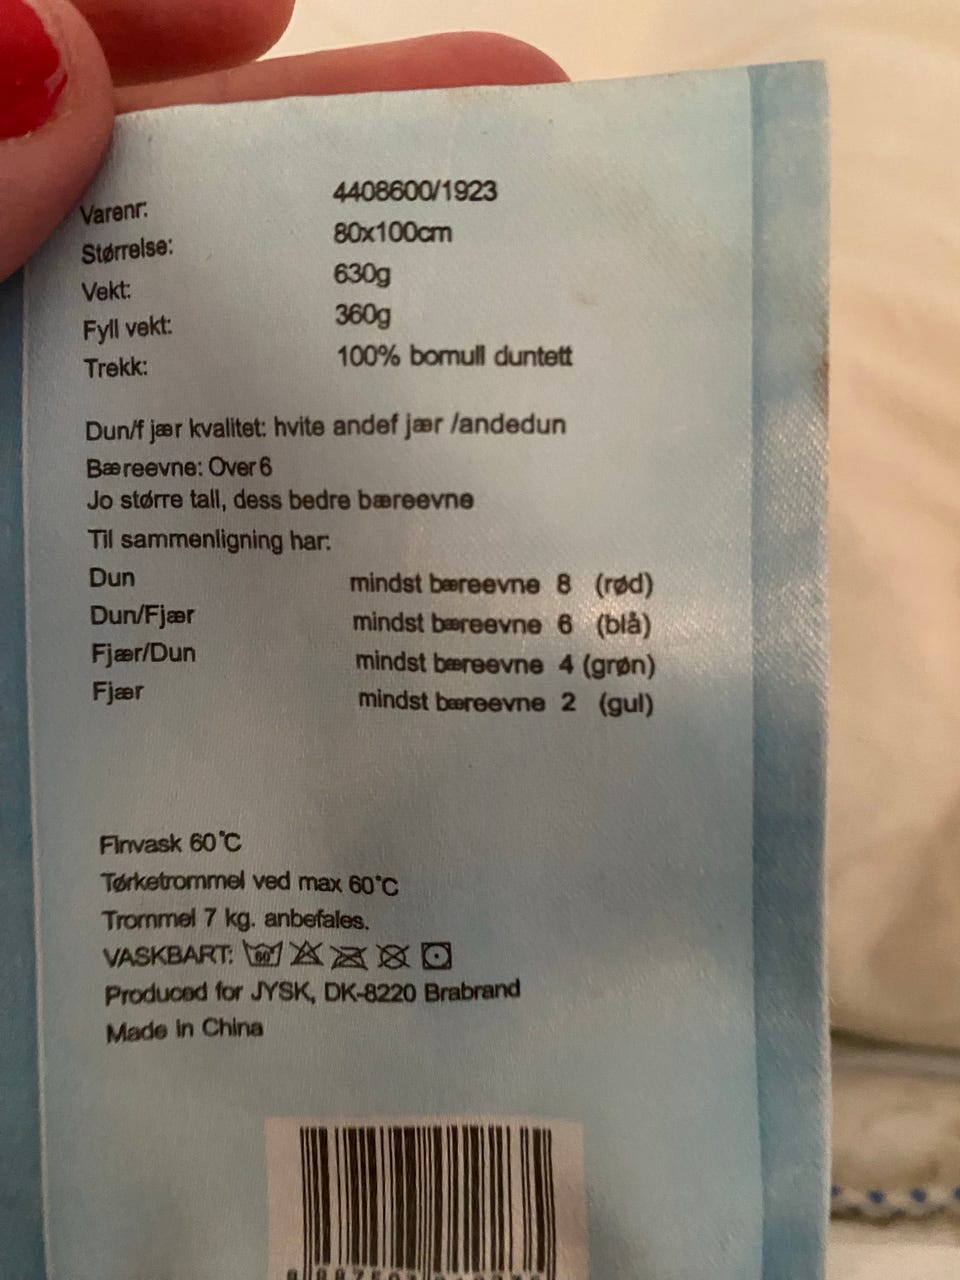 Varenr: 4408600/1923
Størrelse: 80x100cm
Vekt: 630g
Fyll vekt: 360g
Trekk: 100% bomull duntett
Dun/f jær kvalitet: hvite andef jær /andedun
Bæreevne: Over 6
Jo større tall, dess bedre bæreevne
Til sammenligning har:
Dun mindst bæreevne 8 (rød)
Dun/Fjær mindst bæreevne 6 (blå)
Fjær/Dun mindst bæreevne 4 (grøn)
Fjær mindst bæreevne 2 (gul)
Finvask 60°C
Tørketrommel ved max 60°C
Trommel 7 kg. anbefales.
VASKBART: 60°
Produced for JYSK, DK-8220 Brabrand
Made in China